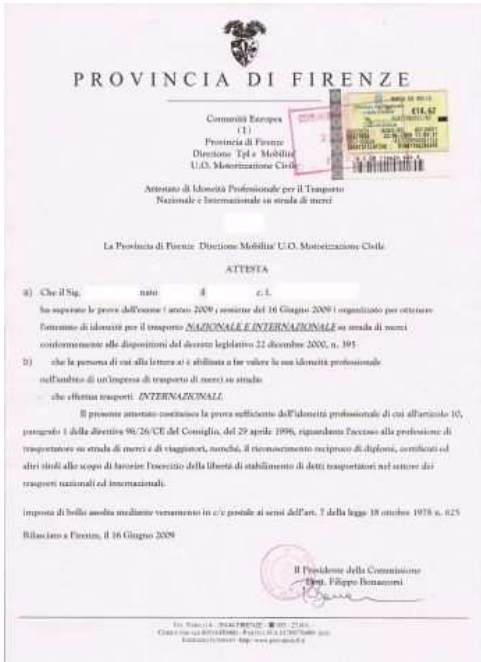 PROVINCIA DI FIRENZE
Comunità Europea
(I)
Provincia di Firenze
Direzione Tpl e Mobilita'
U.O. Motorizzazione Civile
MARCA DA BOLLO
€14,62
Attestato di Idoneità Professionale per il Trasporto
Nazionale e Internazionale su strada di merci
La Provincia di Firenze Direzione Mobilita' U.O. Motorizzazione Civile
ATTESTA
a) Che il Sig, nato il c. f.
ha superato le prove dell'esame ( anno: 2009 ; sessione del 16 Giugno 2009 ) organizzato per ottenere
l'attestato di idoneità per il trasporto NAZIONALE E INTERNAZIONALE su strada di merci
conformemente alle disposizioni del decreto legislativo 22 dicembre 2000, n. 395
b) che la persona di cui alla lettera a) è abilitata a far valere la sua idoneità professionale
nell'ambito di un'impresa di trasporto di merci su strada:
- che effettua trasporti INTERNAZIONALI.
Il presente attestato costituisce la prova sufficiente dell'idoneità professionale di cui all'articolo 10,
paragrafo 1 della direttiva 96/26/CE del Consiglio, del 29 aprile 1996, riguardante l'accesso alla professione di
trasportatore su strada di merci e di viaggiatori, nonché, il riconoscimento reciproco di diplomi, certificati ed
altri titoli allo scopo di favorire l'esercizio della libertà di stabilimento di detti trasportatori nel settore dei
trasporti nazionali ed internazionali.
imposta di bollo assolta mediante versamento in c/c postale ai sensi dell'art. 7 della legge 18 ottobre 1978 n. 625
Rilasciato a Firenze, il 16 Giugno 2009
Il Presidente della Commissione
Dott. Filippo Bonaccorsi
FIRENZE